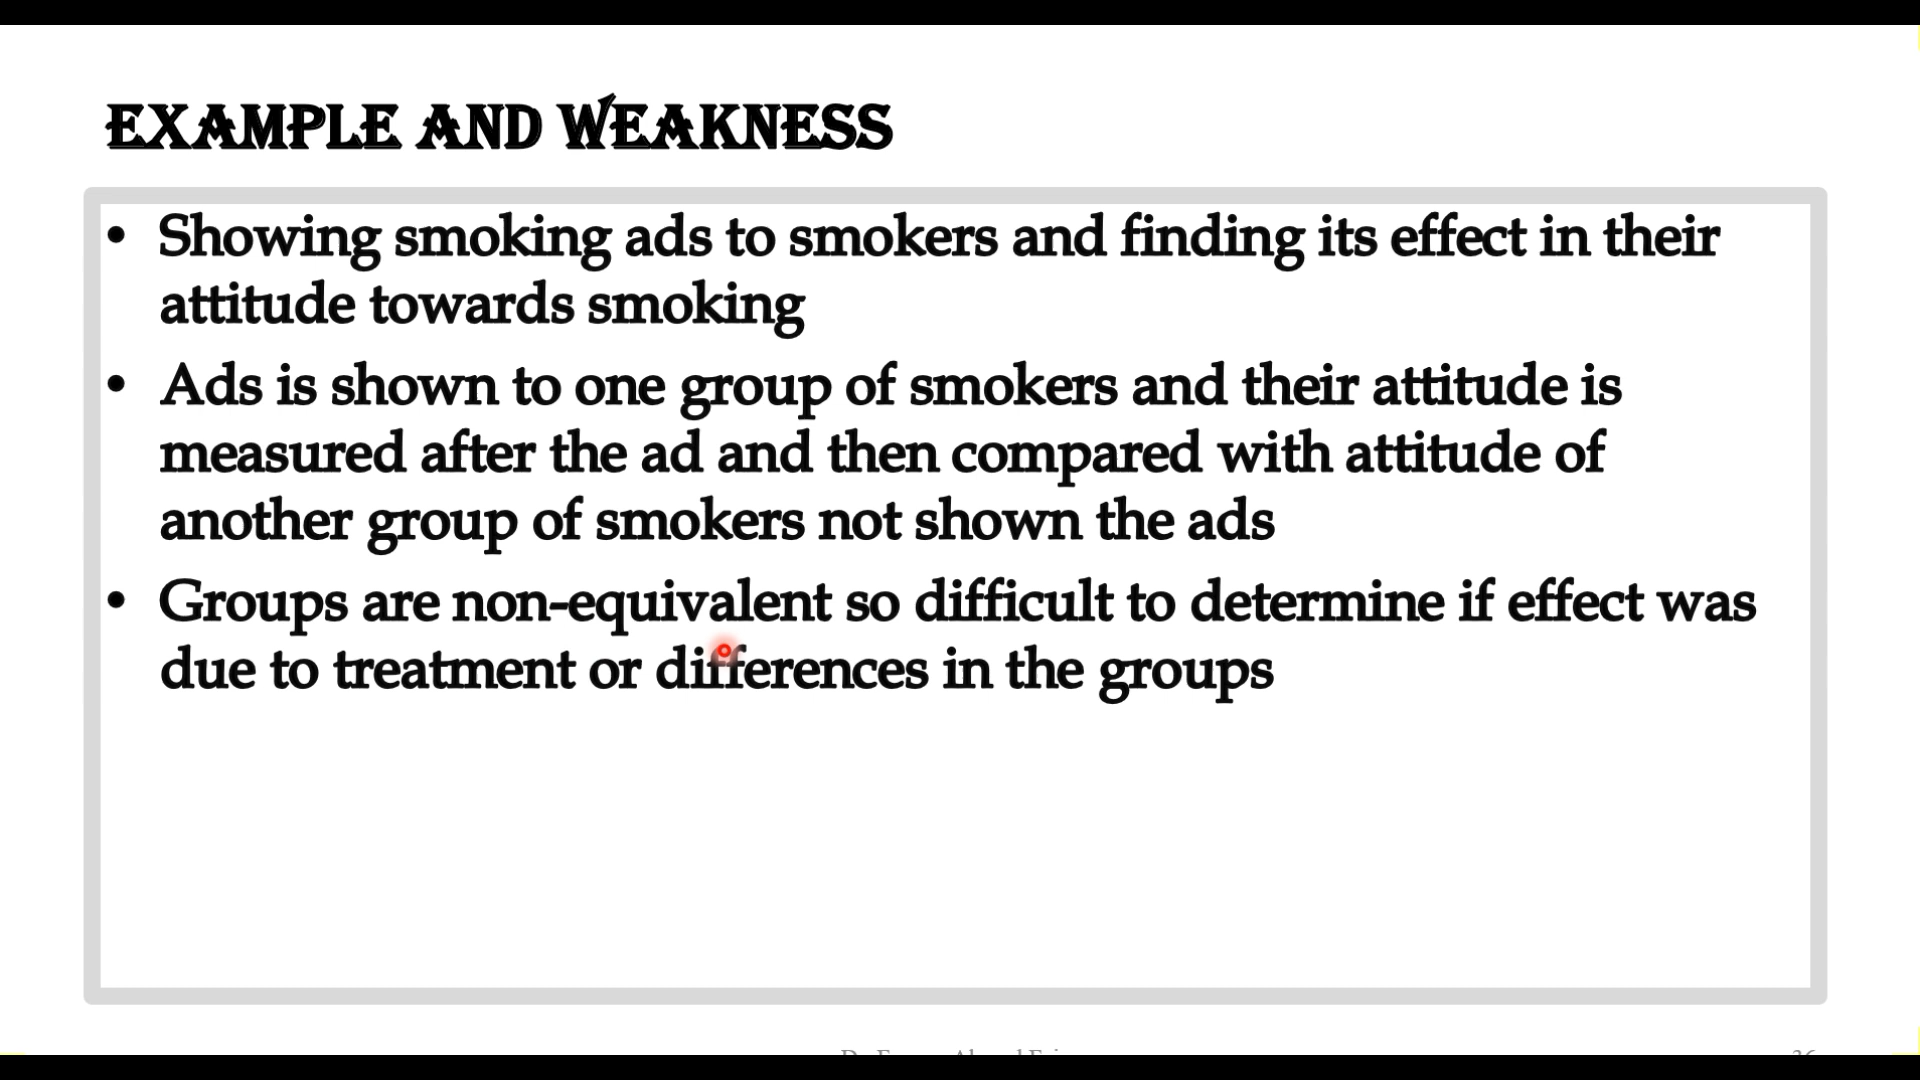 EXAMPLE AND WEAKNESS
• Showing smoking ads to smokers and finding its effect in their
attitude towards smoking
• Ads is shown to one group of smokers and their attitude is
measured after the ad and then compared with attitude of
another group of smokers not shown the ads
• Groups are non-equivalent so difficult to determine if effect was
due to treatment or differences in the groups